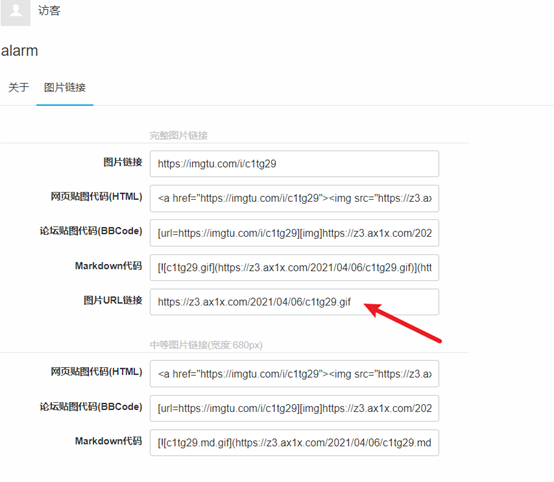 访客
alarm
关于 图片链接
完整图片链接
图片链接 https://imgtu.com/i/c1tg29
网页贴图代码(HTML) <a href="https://imgtu.com/i/c1tg29"><img src="https://z3.ax
论坛贴图代码(BBCode) [url=https://imgtu.com/i/c1tg29][img]https://z3.ax1x.com/202
Markdown代码 [![c1tg29.gif](https://z3.ax1x.com/2021/04/06/c1tg29.gif)](htt
图片URL链接 https://z3.ax1x.com/2021/04/06/c1tg29.gif
中等图片链接(宽度:680px)
网页贴图代码(HTML) <a href="https://imgtu.com/i/c1tg29"><img src="https://z3.ax
论坛贴图代码(BBCode) [url=https://imgtu.com/i/c1tg29][img]https://z3.ax1x.com/202
Markdown代码 [![c1tg29.md.gif](https://z3.ax1x.com/2021/04/06/c1tg29.md